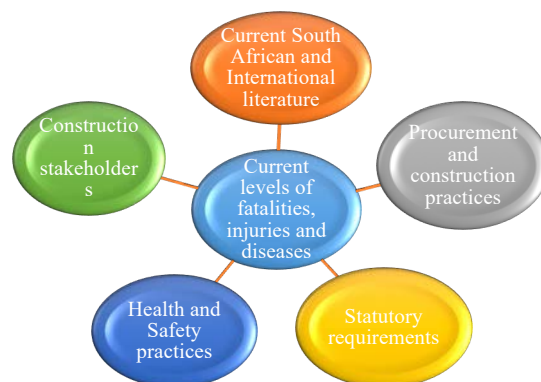 Current South
African and
International
literature
Constructio
n
stakeholder
s
Procurement
and
construction
practices
Current
levels of
fatalities,
injuries and
diseases
Health and
Safety
practices
Statutory
requirements